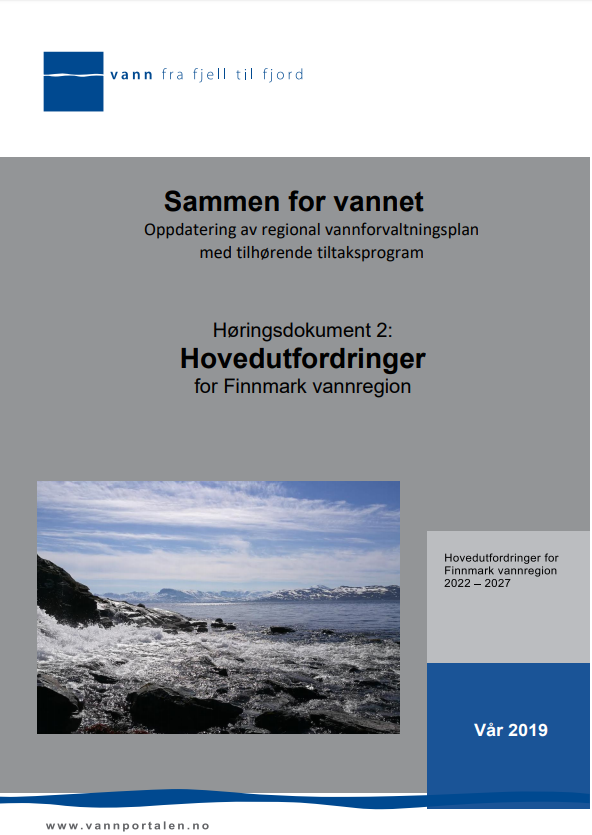 vann fra fjell til fjord
Sammen for vannet
Oppdatering av regional vannforvaltningsplan
med tilhørende tiltaksprogram
Høringsdokument 2:
Hovedutfordringer
for Finnmark vannregion
Hovedutfordringer for
Finnmark vannregion
2022 – 2027
Vår 2019
www.vannportalen.no